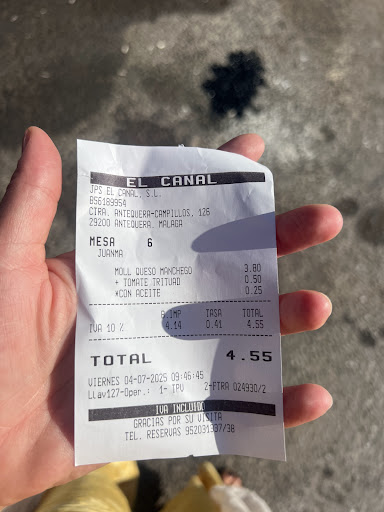 EL CANAL
JPS EL CANAL, S.L.
B56189954
CTRA. ANTEQUERA-CAMPILLOS, 126
29200 ANTEQUERA. MALAGA
MESA 6
JUANMA
MOLL QUESO MANCHEGO 3.80
+ TOMATE TRITUAD 0.50
*CON ACEITE 0.25
B.IMP TASA TOTAL
IVA 10 % 4.14 0.41 4.55
TOTAL 4.55
VIERNES 04-07-2025 09:46:45
Llav127-Oper.: 1- TPV 2-FTRA 024930/2
IVA INCLUIDO
GRACIAS POR SU VISITA
TEL. RESERVAS 952031337/38